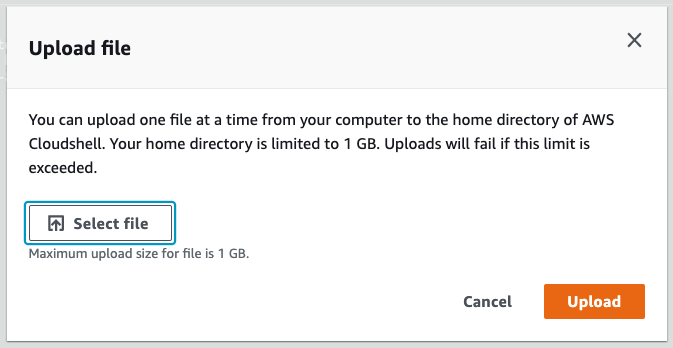 Upload file
You can upload one file at a time from your computer to the home directory of AWS
Cloudshell. Your home directory is limited to 1 GB. Uploads will fail if this limit is
exceeded.
Select file
Maximum upload size for file is 1 GB.
Cancel
Upload